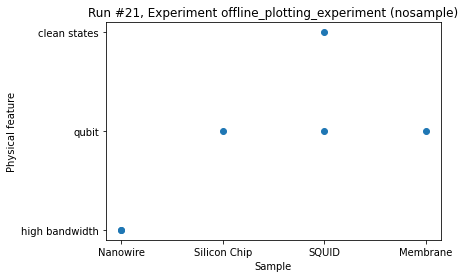 Run #21, Experiment offline_plotting_experiment (nosample)
clean states
Physical feature
qubit
high bandwidth
Nanowire Silicon Chip SQUID Membrane
Sample